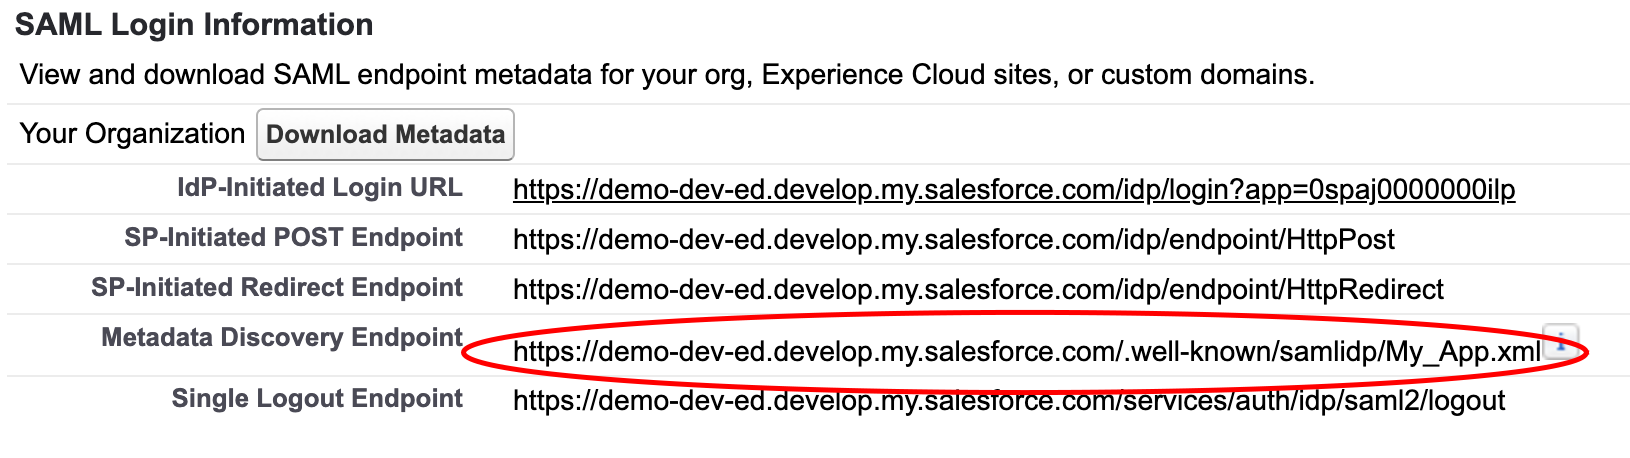 SAML Login Information
View and download SAML endpoint metadata for your org, Experience Cloud sites, or custom domains.
Your Organization Download Metadata
IdP-Initiated Login URL https://demo-dev-ed.develop.my.salesforce.com/idp/login?app=0spaj0000000ilp
SP-Initiated POST Endpoint https://demo-dev-ed.develop.my.salesforce.com/idp/endpoint/HttpPost
SP-Initiated Redirect Endpoint https://demo-dev-ed.develop.my.salesforce.com/idp/endpoint/HttpRedirect
Metadata Discovery Endpoint https://demo-dev-ed.develop.my.salesforce.com/.well-known/samlidp/My_App.xml i
Single Logout Endpoint https://demo-dev-ed.develop.my.salesforce.com/services/auth/idp/saml2/logout